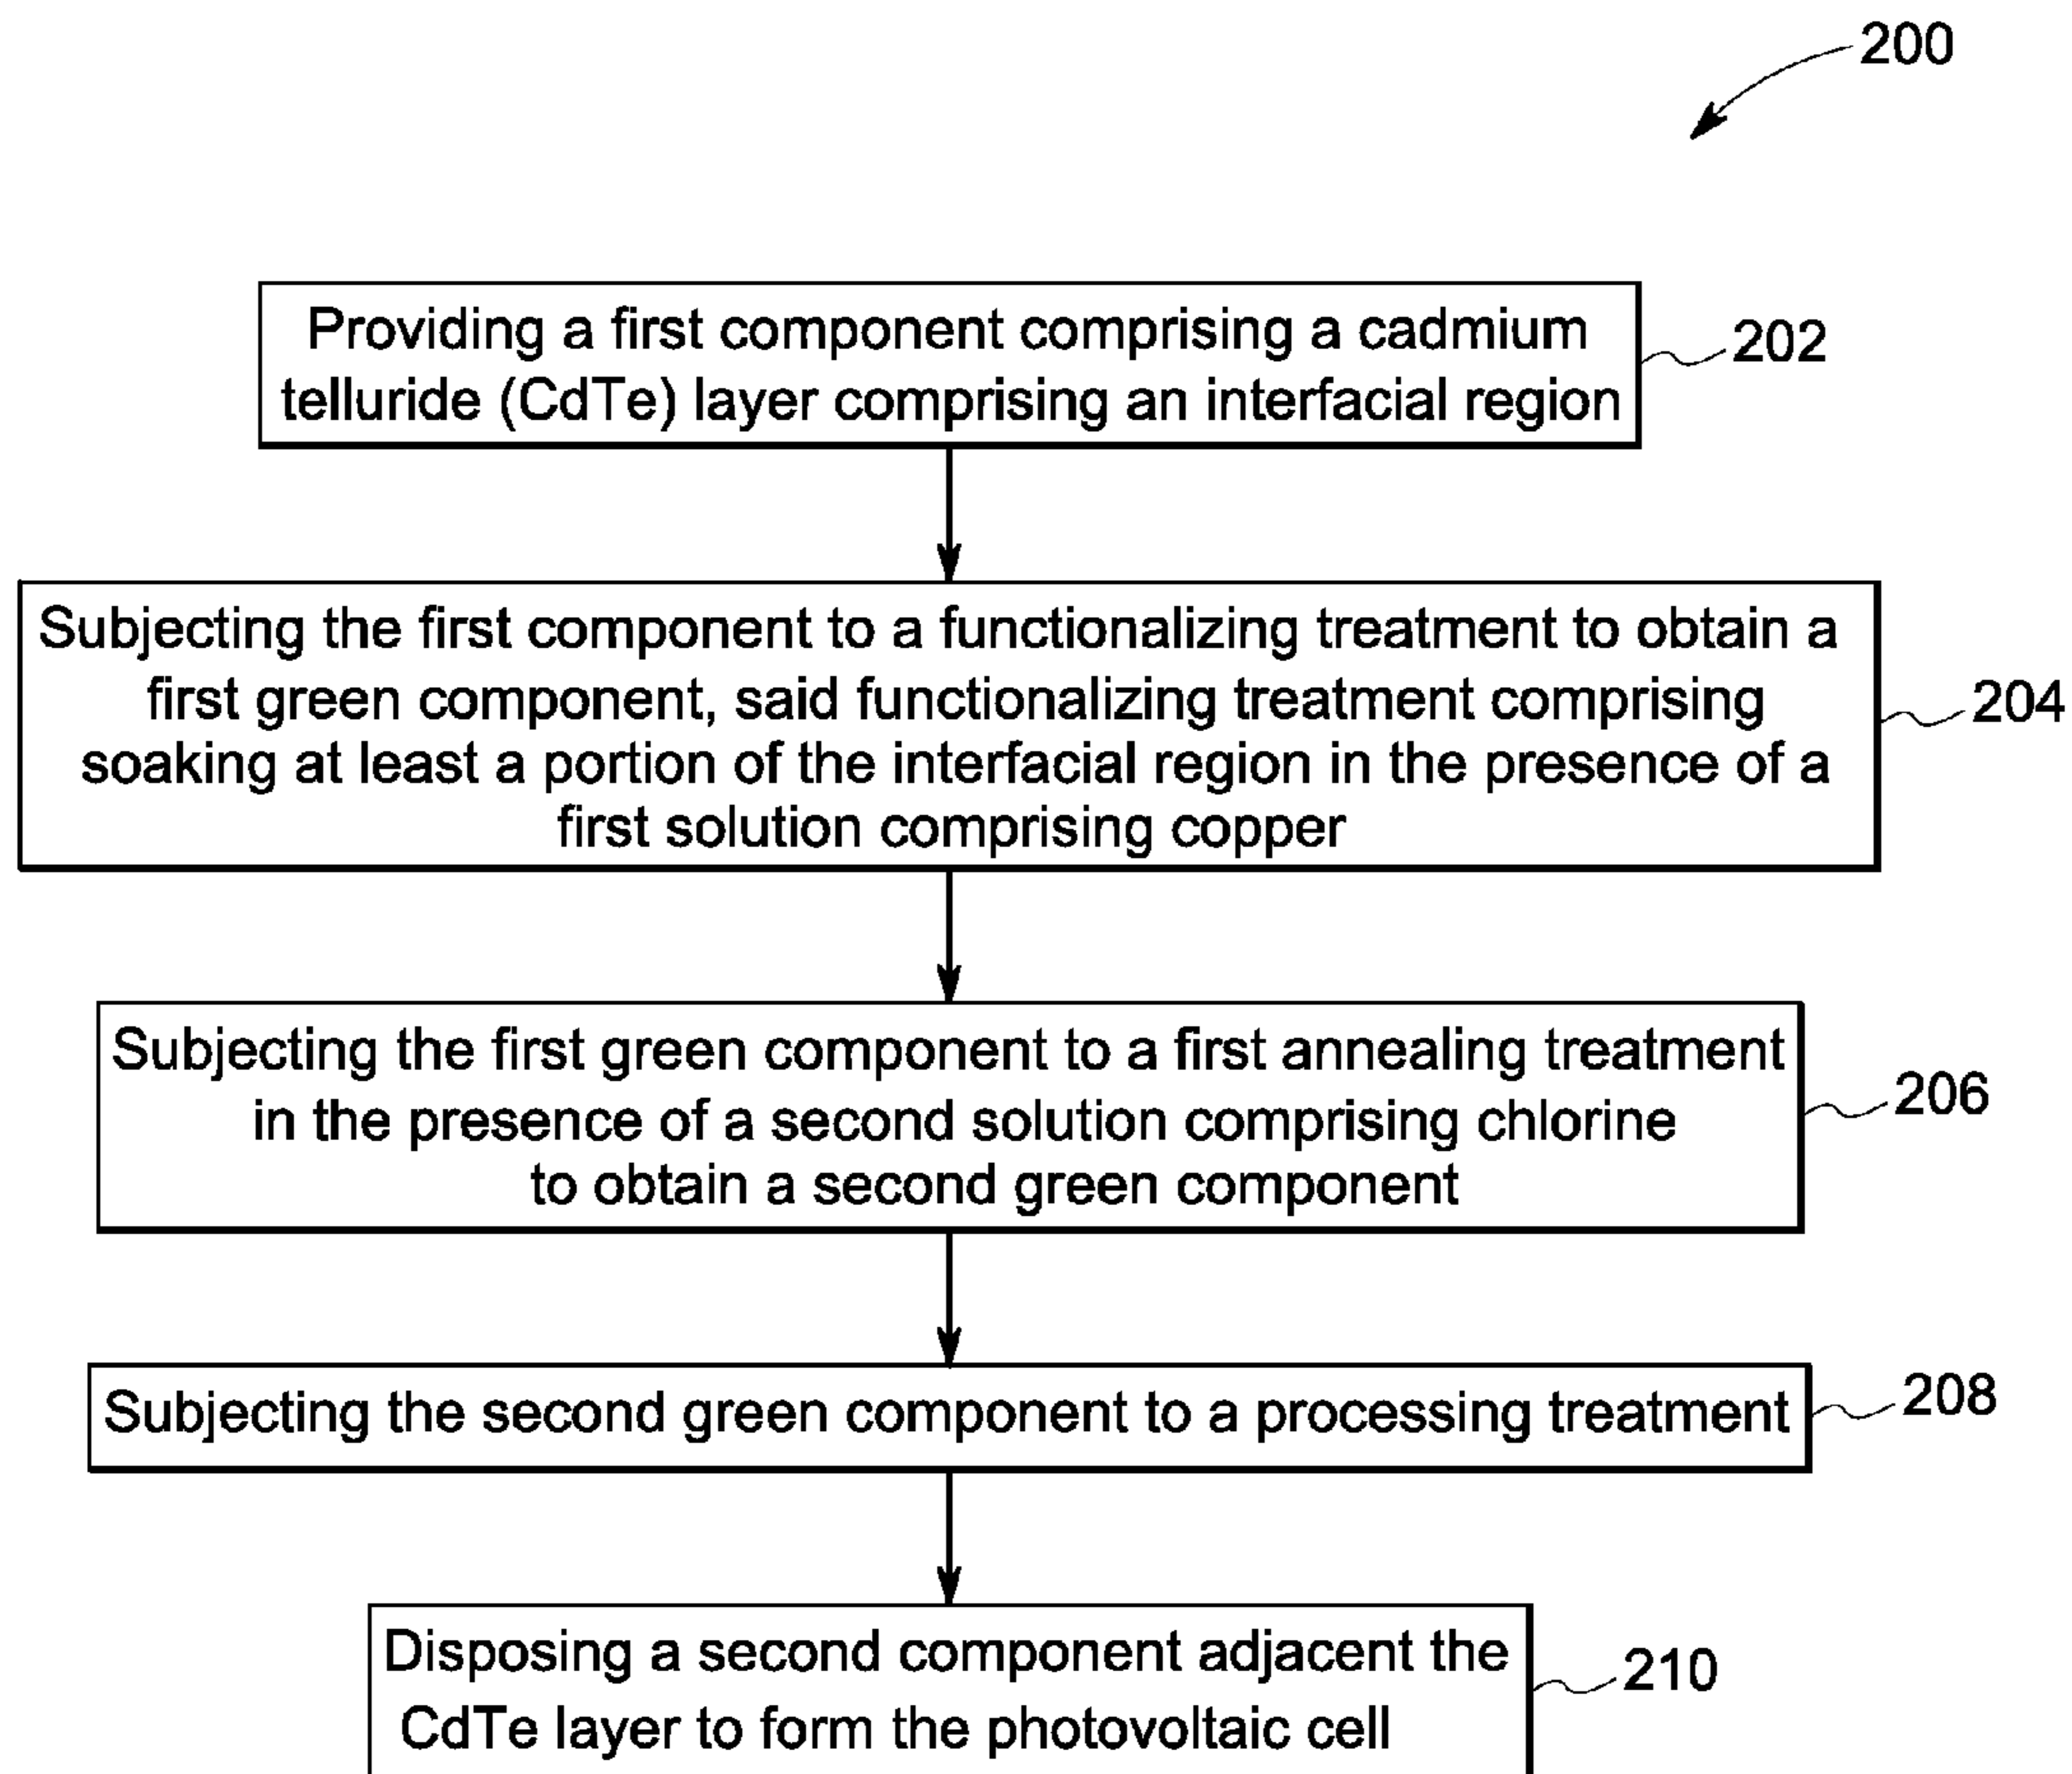 200
Providing a first component comprising a cadmium
telluride (CdTe) layer comprising an interfacial region
202
Subjecting the first component to a functionalizing treatment to obtain a
first green component, said functionalizing treatment comprising
soaking at least a portion of the interfacial region in the presence of a
first solution comprising copper
204
Subjecting the first green component to a first annealing treatment
in the presence of a second solution comprising chlorine
to obtain a second green component
206
Subjecting the second green component to a processing treatment
208
Disposing a second component adjacent the
CdTe layer to form the photovoltaic cell
210